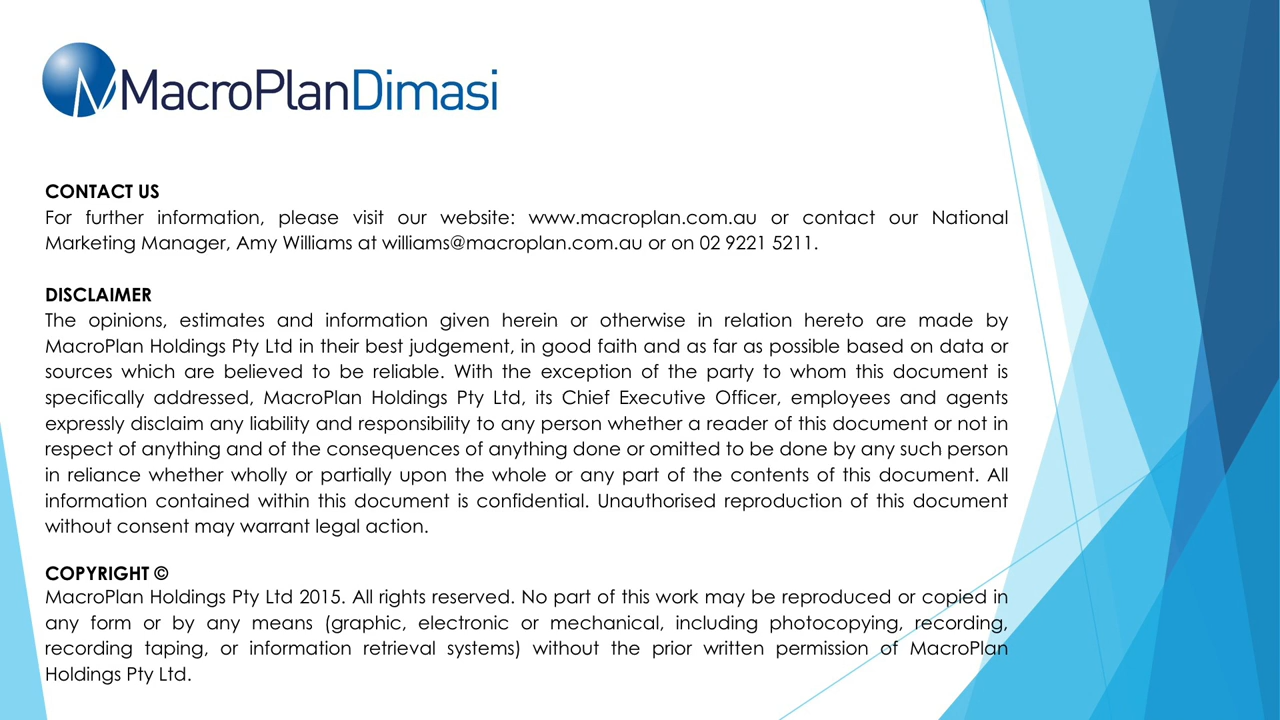 MacroPlanDimasi
CONTACT US
For further information, please visit our website: www.macroplan.com.au or contact our National
Marketing Manager, Amy Williams at williams@macroplan.com.au or on 02 9221 5211.
DISCLAIMER
The opinions, estimates and information given herein or otherwise in relation hereto are made by
MacroPlan Holdings Pty Ltd in their best judgement, in good faith and as far as possible based on data or
sources which are believed to be reliable. With the exception of the party to whom this document is
specifically addressed, MacroPlan Holdings Pty Ltd, its Chief Executive Officer, employees and agents
expressly disclaim any liability and responsibility to any person whether a reader of this document or not in
respect of anything and of the consequences of anything done or omitted to be done by any such person
in reliance whether wholly or partially upon the whole or any part of the contents of this document. All
information contained within this document is confidential. Unauthorised reproduction of this document
without consent may warrant legal action.
COPYRIGHT ©
MacroPlan Holdings Pty Ltd 2015. All rights reserved. No part of this work may be reproduced or copied in
any form or by any means (graphic, electronic or mechanical, including photocopying, recording,
recording taping, or information retrieval systems) without the prior written permission of MacroPlan
Holdings Pty Ltd.